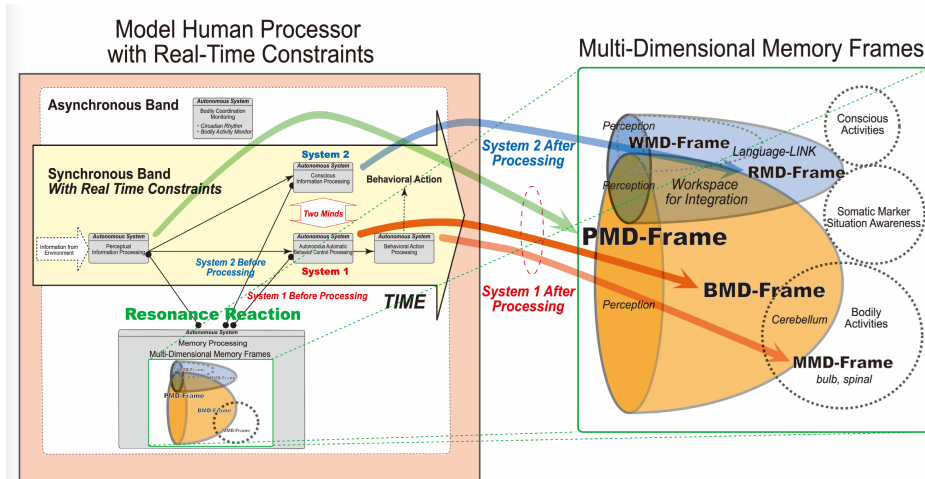 Model Human Processor
with Real-Time Constraints
Multi-Dimensional Memory Frames
Asynchronous Band
Autonomous System
Bodily Coordination
Monitoring
・Circadian Rhythm
・Bodily Activity Monitor
Synchronous Band
With Real Time Constraints
System 2
Autonomous System
Conscious
Information Processing
Behavioral Action
Two Minds
Information from
Environment
Autonomous System
Perceptual
Information Processing
Autonomous System
Autonomous Automatic
Behavior Control Processing
Autonomous System
Behavioral Action
Processing
System 2 Before
Processing
System 1
System 1 Before Processing
TIME
Resonance Reaction
Autonomous System
Memory Processing
Multi-Dimensional Memory Frames
WMD-Frame
RMD-Frame
PMD-Frame
BMD-Frame
MMD-Frame
System 2 After
Processing
System 1 After
Processing
Perception
WMD-Frame
Language-LINK
RMD-Frame
Perception
Workspace
for Integration
PMD-Frame
BMD-Frame
Perception
Cerebellum
MMD-Frame
bulb, spinal
Conscious
Activities
Somatic Marker
Situation Awareness
Bodily
Activities